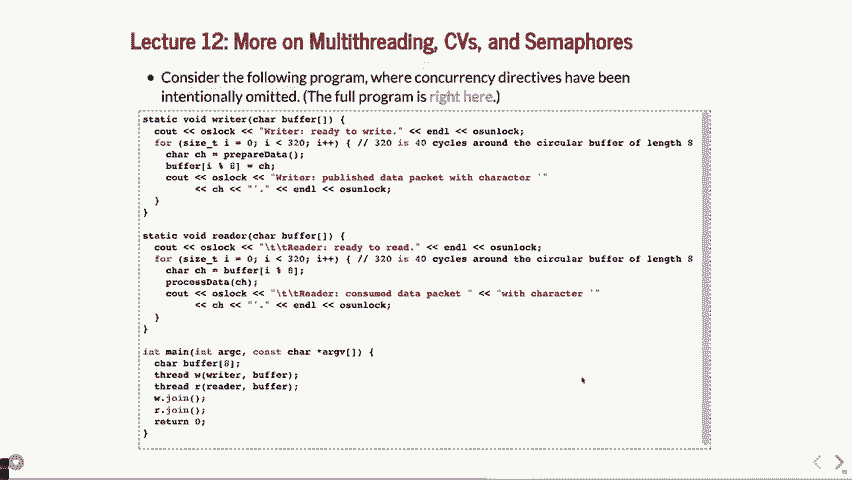 Lecture 12: More on Multithreading, CVs, and Semaphores
• Consider the following program, where concurrency directives have been
intentionally omitted. (The full program is right here.)
static void writer(char buffer[]) {
cout << oslock << "Writer: ready to write." << endl << osunlock;
for (size_t i = 0; i < 320; i++) { // 320 is 40 cycles around the circular buffer of length 8
char ch = prepareData();
buffer[i % 8] = ch;
cout << oslock << "Writer: published data packet with character '"
<< ch << "'." << endl << osunlock;
}
}
static void reader(char buffer[]) {
cout << oslock << "\t\tReader: ready to read." << endl << osunlock;
for (size_t i = 0; i < 320; i++) { // 320 is 40 cycles around the circular buffer of length 8
char ch = buffer[i % 8];
processData(ch);
cout << oslock << "\t\tReader: consumed data packet " << "with character '"
<< ch << "'." << endl << osunlock;
}
}
int main(int argc, const char *argv[]) {
char buffer[8];
thread w(writer, buffer);
thread r(reader, buffer);
w.join();
r.join();
return 0;
}